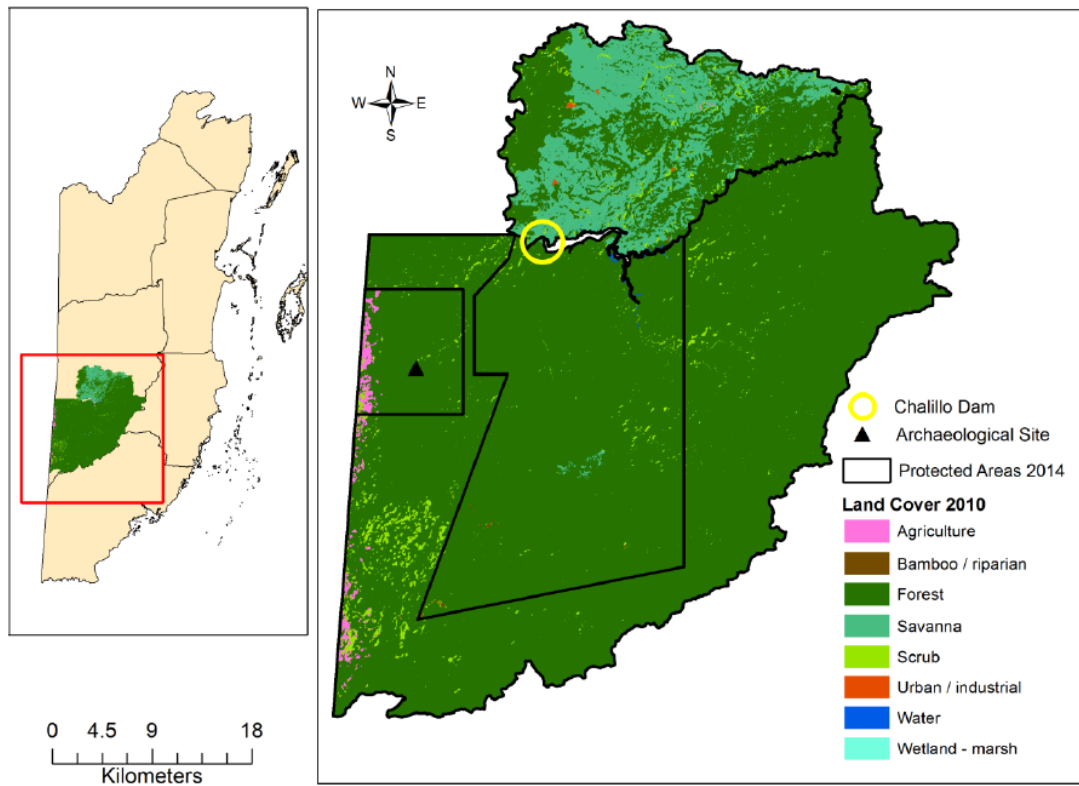 N
W E
S
Chalillo Dam
Archaeological Site
Protected Areas 2014
Land Cover 2010
Agriculture
Bamboo / riparian
Forest
Savanna
Scrub
Urban / industrial
Water
Wetland - marsh
0 4.5 9 18
Kilometers